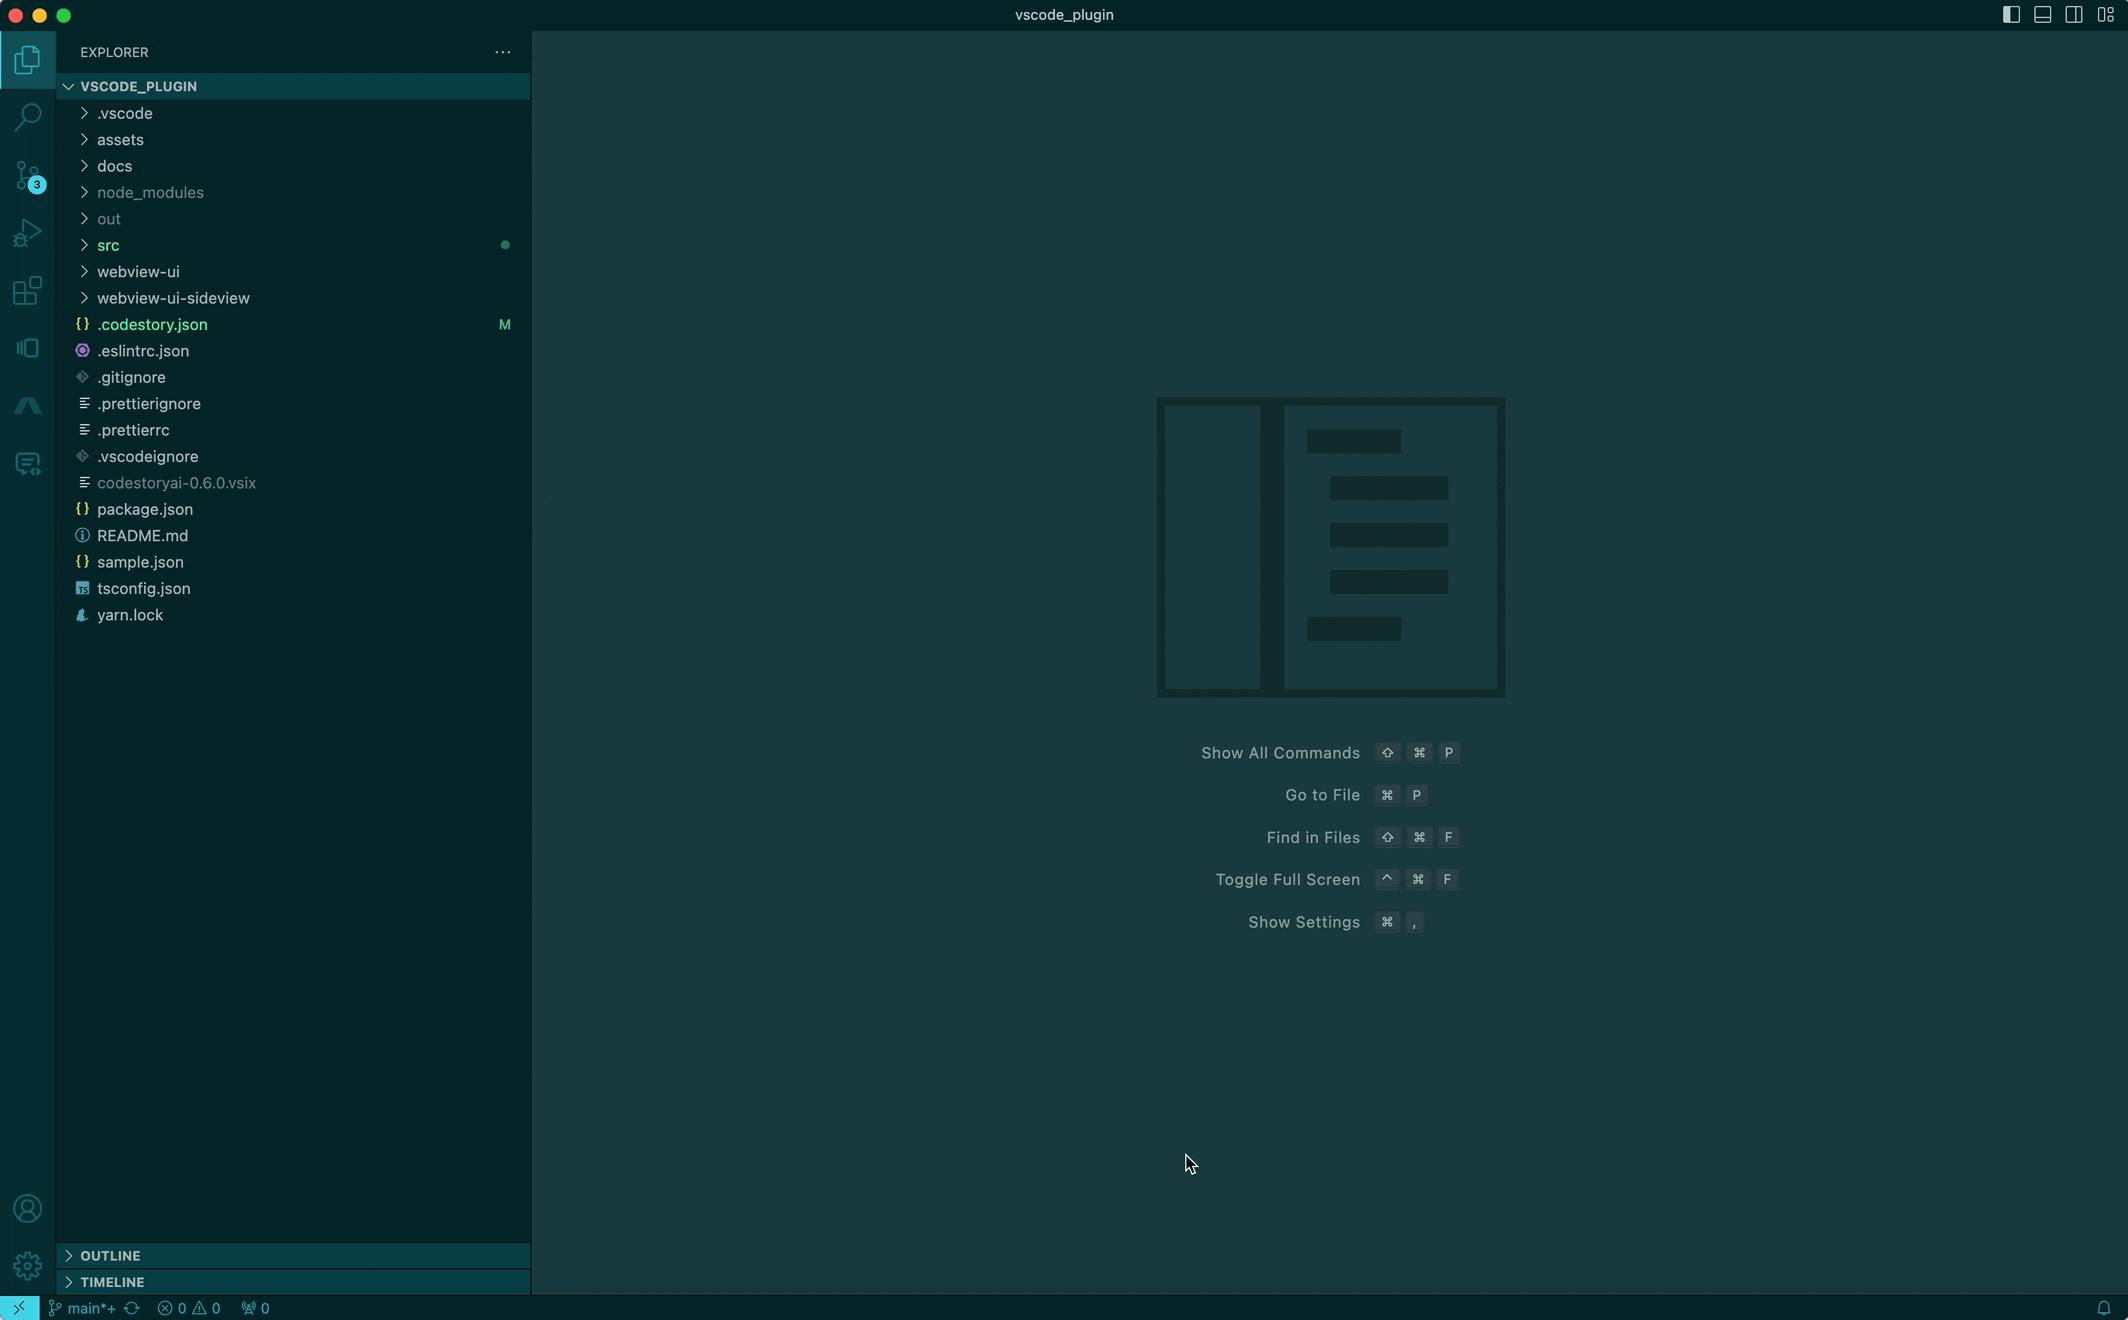 vscode_plugin
EXPLORER
VSCODE_PLUGIN
.vscode
assets
docs
node_modules
out
src
webview-ui
webview-ui-sideview
{} .codestory.json M
.eslintrc.json
.gitignore
.prettierignore
.prettierrc
.vscodeignore
codestoryai-0.6.0.vsix
{} package.json
README.md
{} sample.json
TS tsconfig.json
yarn.lock
3
Show All Commands ⇧ ⌘ P
Go to File ⌘ P
Find in Files ⇧ ⌘ F
Toggle Full Screen ^ ⌘ F
Show Settings ⌘ ,
OUTLINE
TIMELINE
main*+ 0 0 0